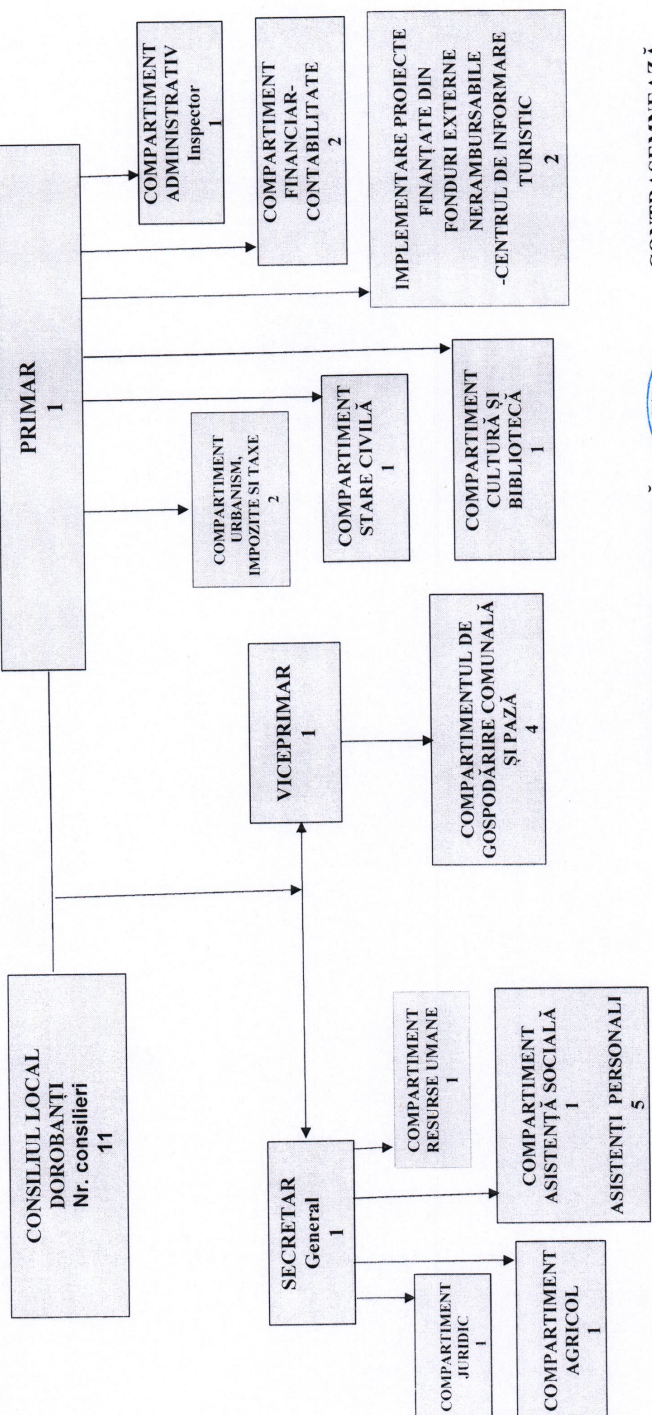 CONSILIUL LOCAL
DOROBANȚI
Nr. consilieri
11
PRIMAR
1
SECRETAR
General
1
VICEPRIMAR
1
COMPARTIMENT
JURIDIC
1
COMPARTIMENT
AGRICOL
1
COMPARTIMENT
RESURSE UMANE
1
COMPARTIMENT
ASISTENȚĂ SOCIALĂ
1
ASISTENȚI PERSONALI
5
COMPARTIMENTUL DE
GOSPODĂRIRE COMUNALĂ
ȘI PAZĂ
4
COMPARTIMENT
URBANISM,
IMPOZITE SI TAXE
2
COMPARTIMENT
STARE CIVILĂ
1
COMPARTIMENT
CULTURĂ ȘI
BIBLIOTECĂ
1
COMPARTIMENT
ADMINISTRATIV
Inspector
1
COMPARTIMENT
FINANCIAR-
CONTABILITATE
2
IMPLEMENTARE PROIECTE
FINANȚATE DIN
FONDURI EXTERNE
NERAMBURSABILE
-CENTRUL DE INFORMARE
TURISTIC
2
CONTRASEMNEAZĂ